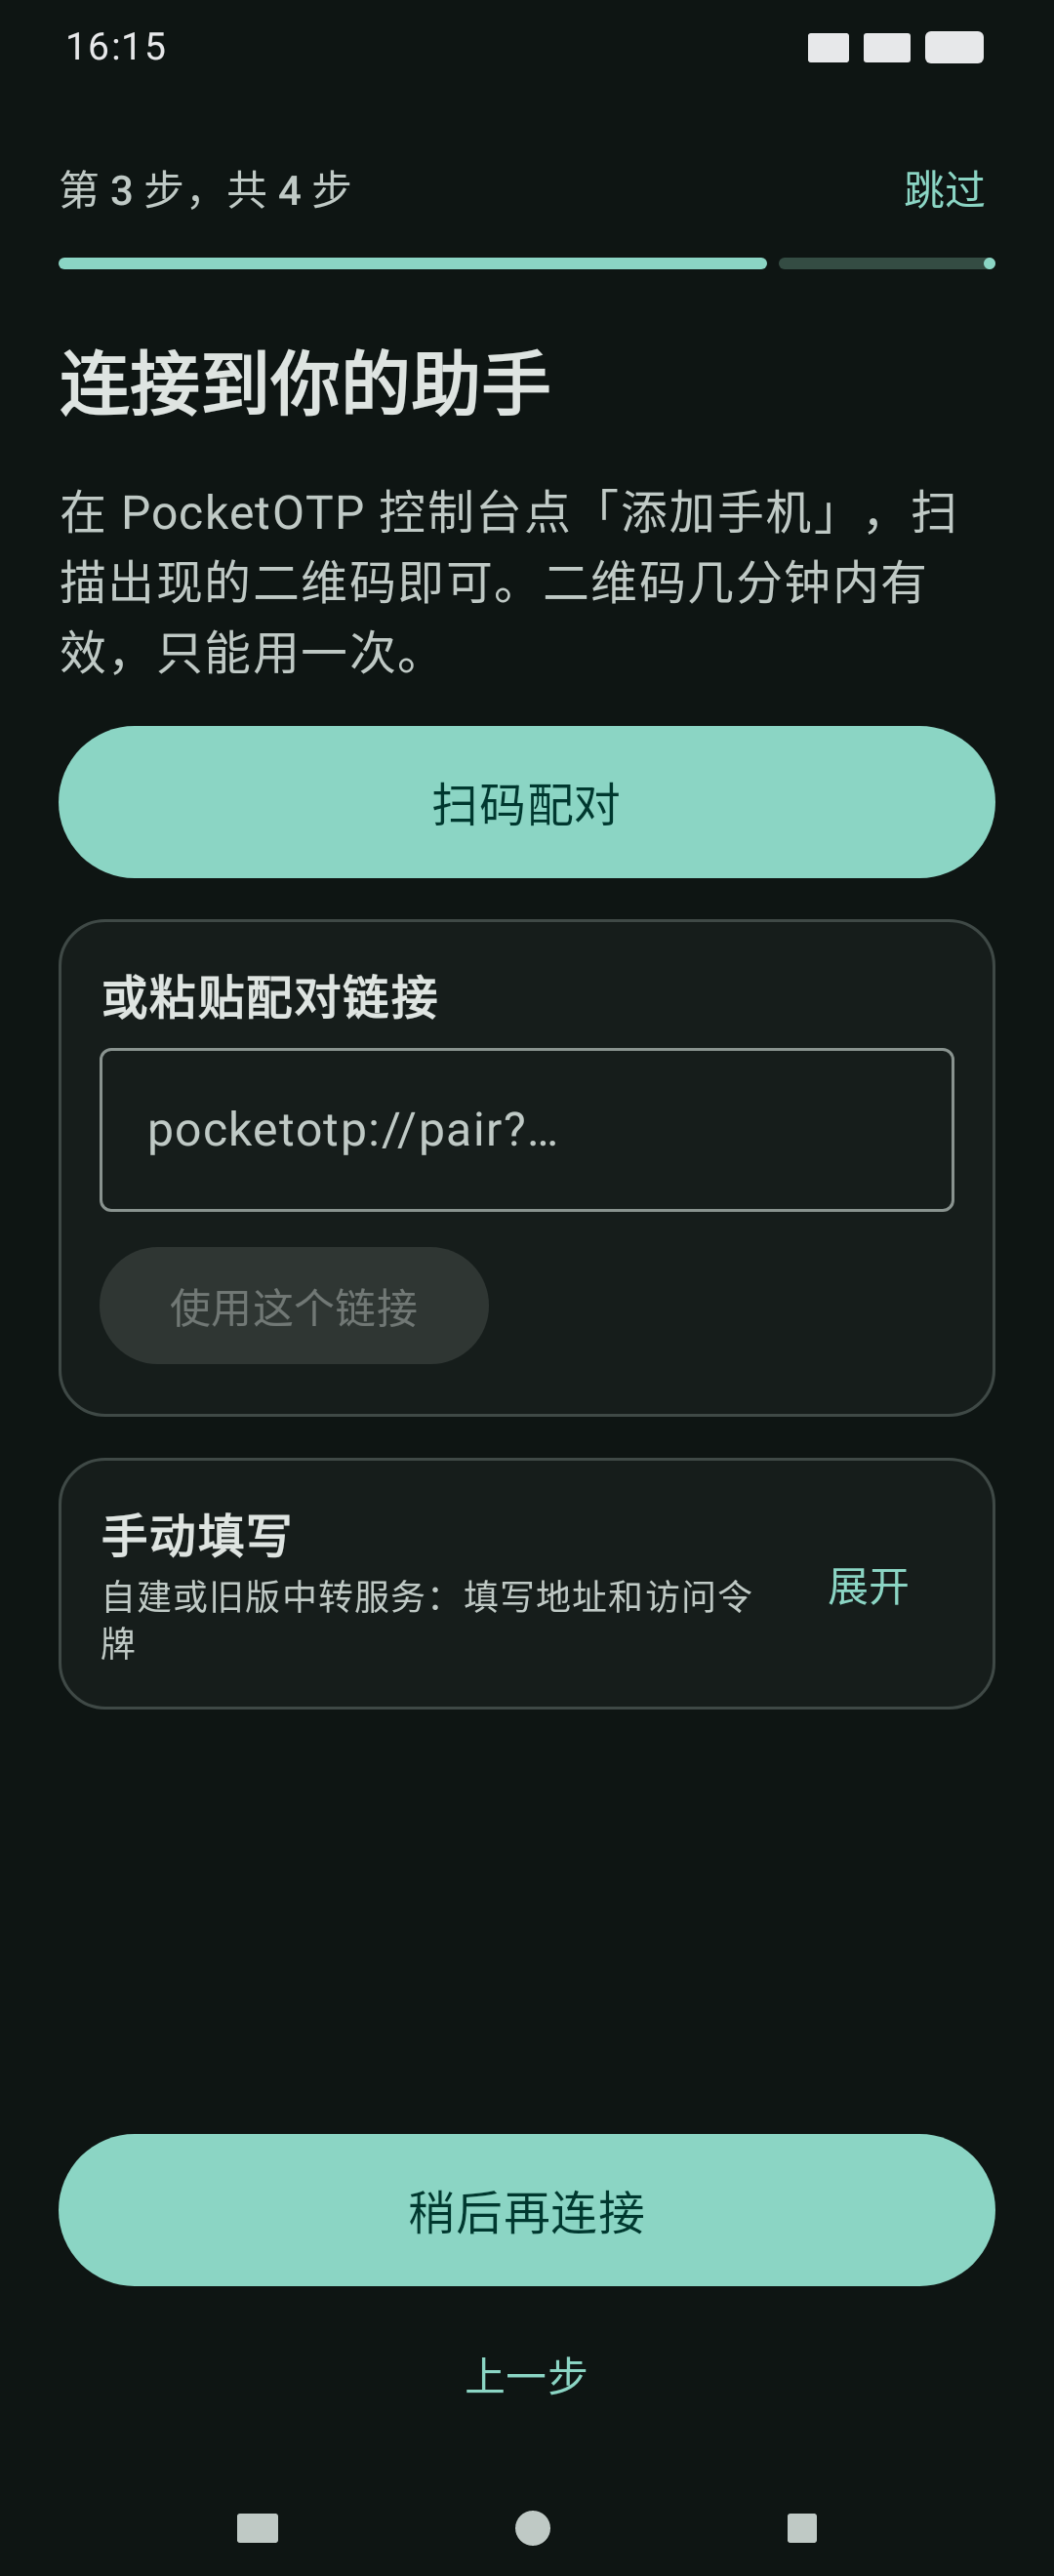 16:15
第 3 步，共 4 步
跳过
连接到你的助手
在 PocketOTP 控制台点「添加手机」，扫
描出现的二维码即可。二维码几分钟内有
效，只能用一次。
扫码配对
或粘贴配对链接
pocketotp://pair?…
使用这个链接
手动填写
自建或旧版中转服务：填写地址和访问令
牌
展开
稍后再连接
上一步